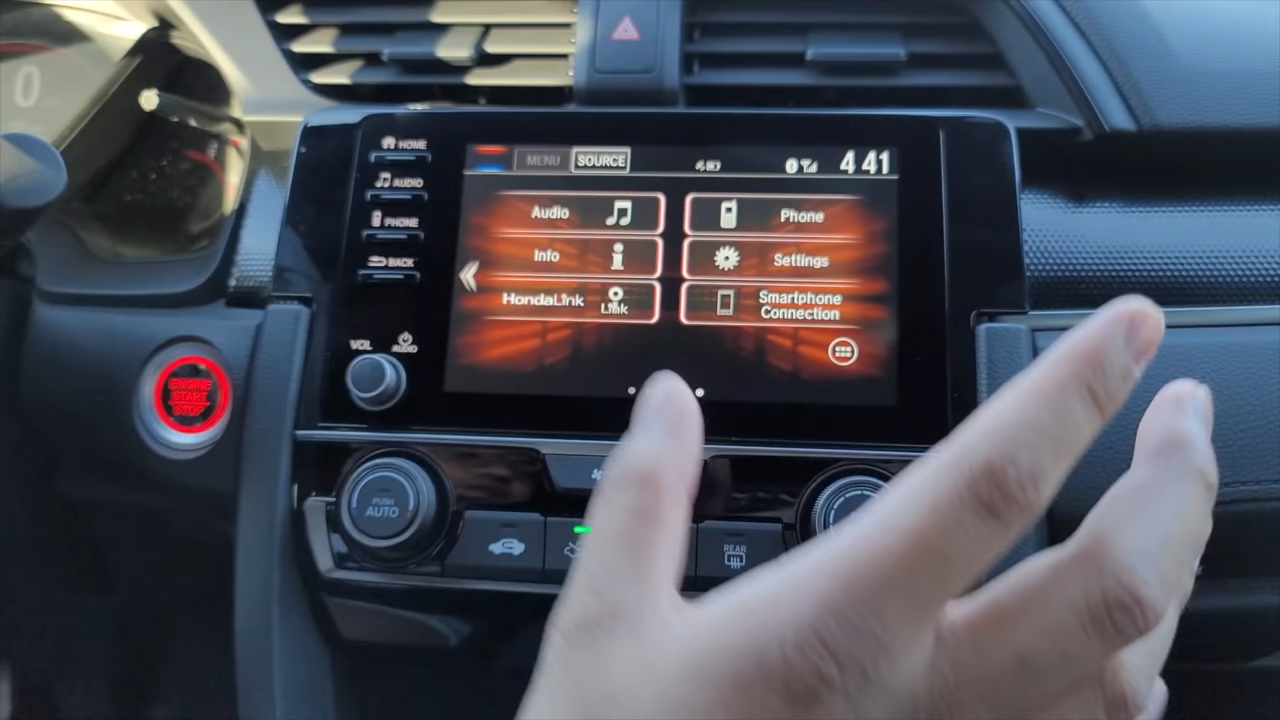 0
HOME
AUDIO
PHONE
BACK
VOL
AUDIO
MENU
SOURCE
4:41
Audio
Phone
Info
Settings
HondaLink
Link
Smartphone
Connection
ENGINE
START
STOP
PUSH
AUTO
REAR